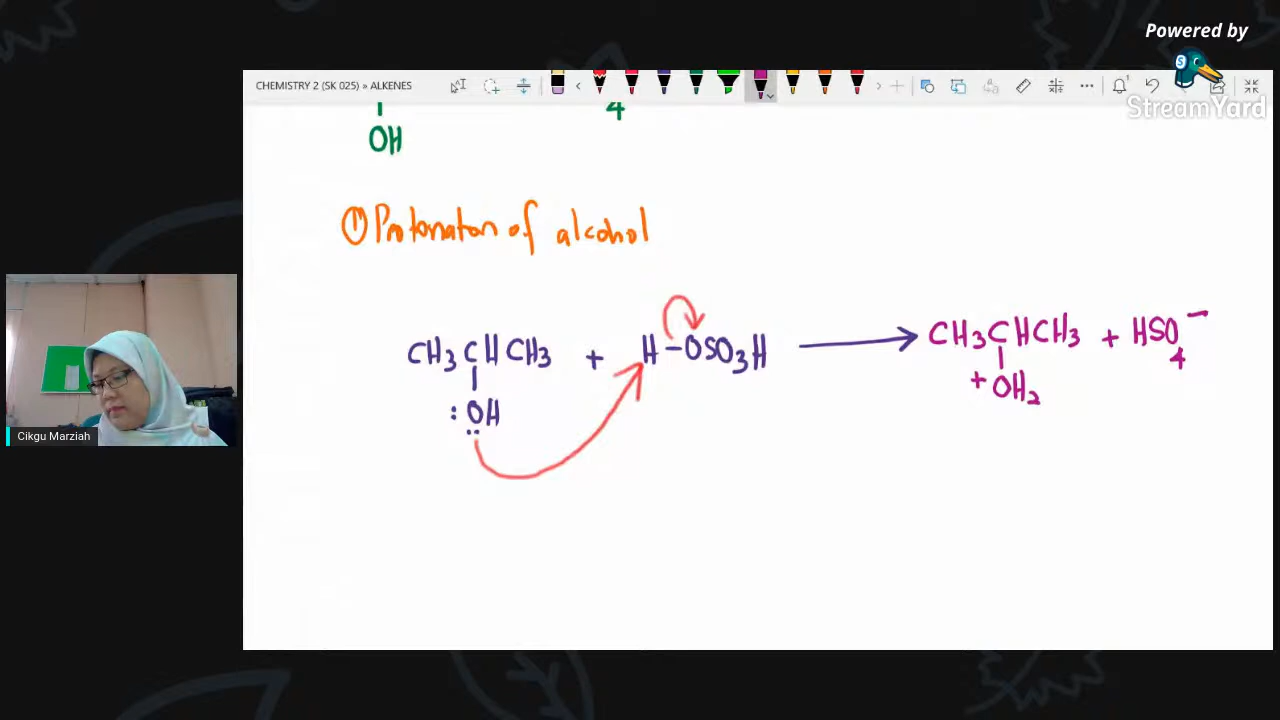 Powered by
StreamYard
CHEMISTRY 2 (SK 025) » ALKENES
4
OH
① Protonaton of alcohol
CH3CHCH3 + H-OSO3H → CH3CHCH3 + HSO4⁻
:OH
+OH2
Cikgu Marziah